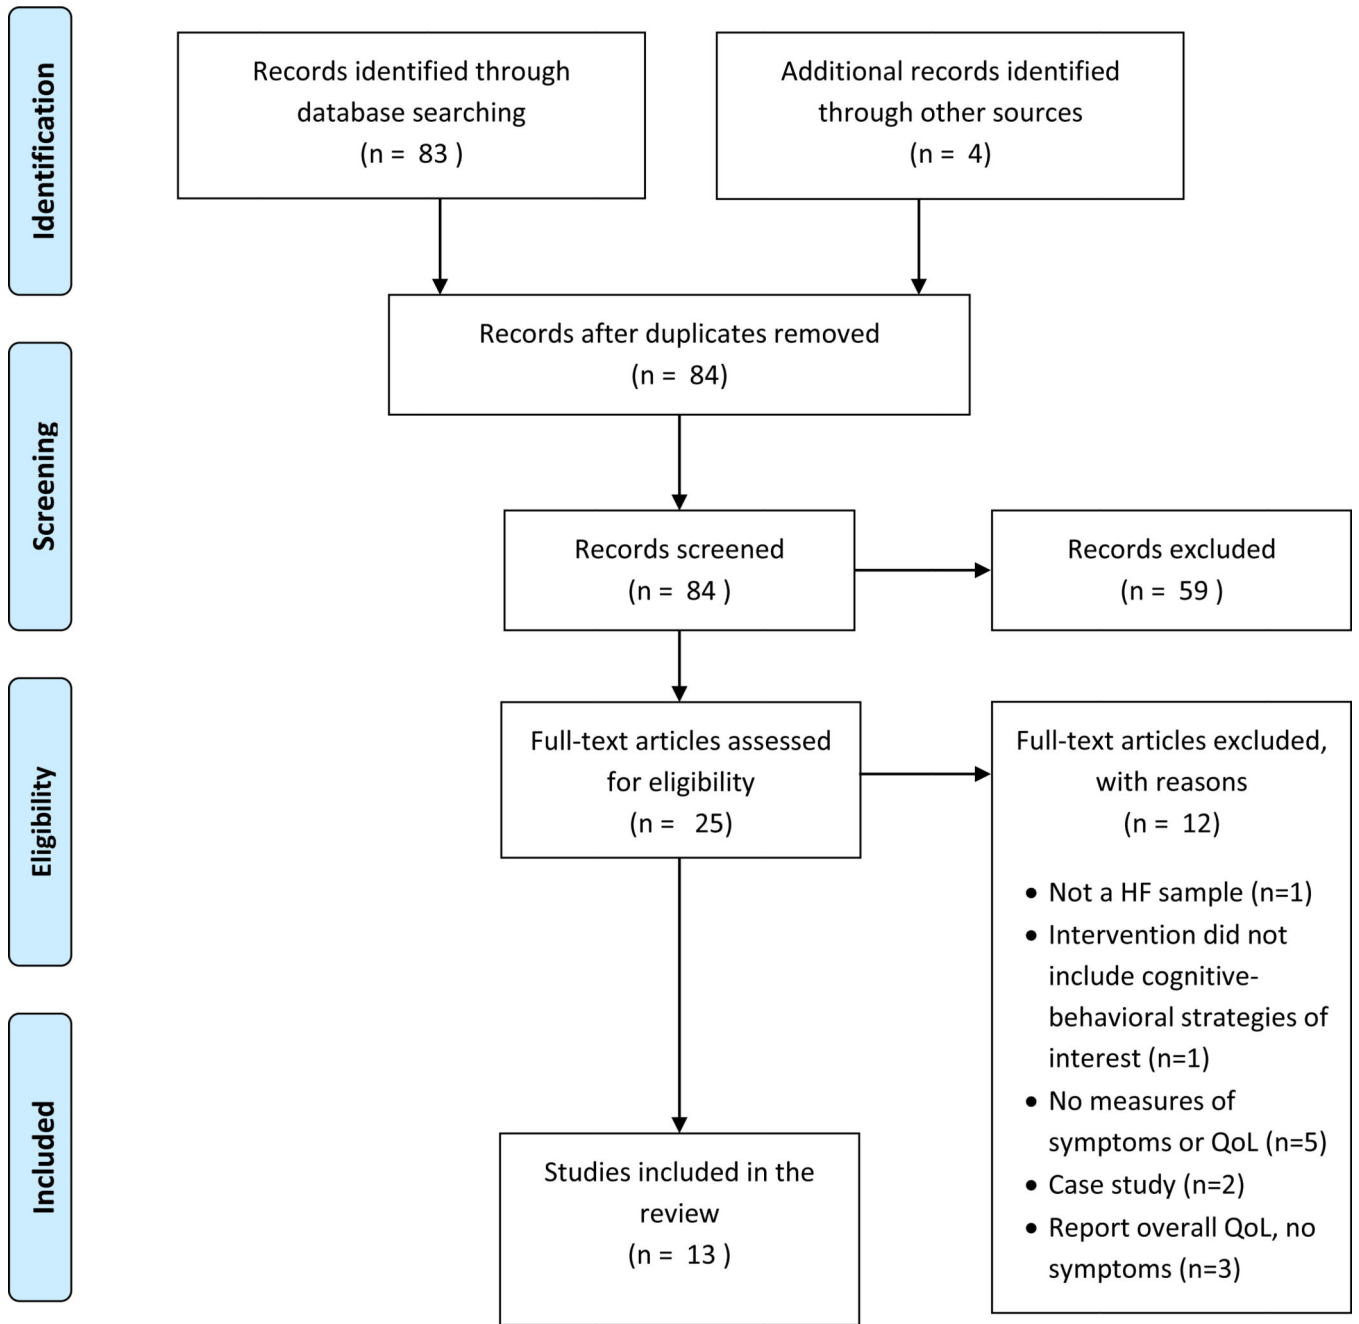 Identification
Records identified through
database searching
(n = 83 )
Additional records identified
through other sources
(n = 4)
Records after duplicates removed
(n = 84)
Screening
Records screened
(n = 84 )
Records excluded
(n = 59 )
Eligibility
Full-text articles assessed
for eligibility
(n = 25)
Full-text articles excluded,
with reasons
(n = 12)
• Not a HF sample (n=1)
• Intervention did not
include cognitive-
behavioral strategies of
interest (n=1)
• No measures of
symptoms or QoL (n=5)
• Case study (n=2)
• Report overall QoL, no
symptoms (n=3)
Included
Studies included in the
review
(n = 13 )